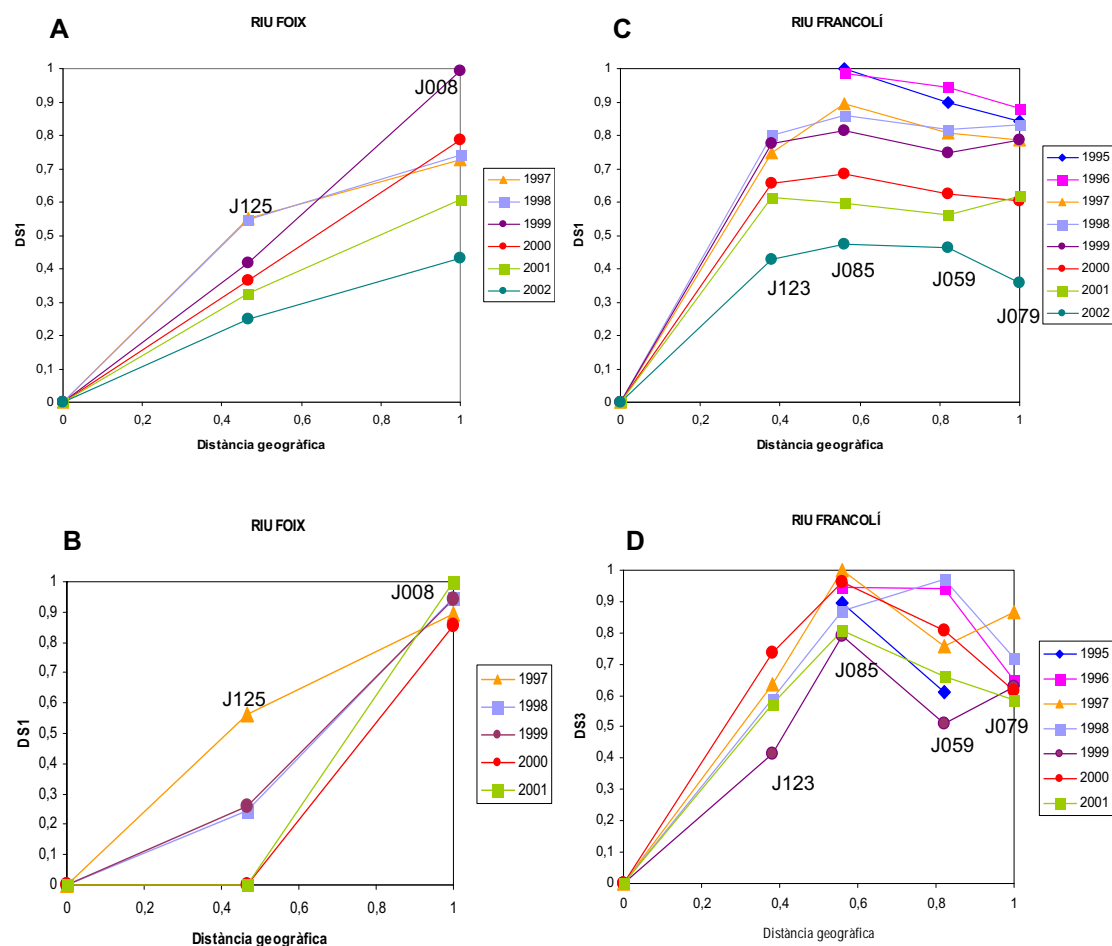 A
RIU FOIX
DS1
1
0,9
0,8
0,7
0,6
0,5
0,4
0,3
0,2
0,1
0
J008
J125
0 0,2 0,4 0,6 0,8 1
Distància geogràfica
1997
1998
1999
2000
2001
2002
C
RIU FRANCOLÍ
DS1
1
0,9
0,8
0,7
0,6
0,5
0,4
0,3
0,2
0,1
0
J123
J085
J059
J079
0 0,2 0,4 0,6 0,8 1
Distància geogràfica
1995
1996
1997
1998
1999
2000
2001
2002
B
RIU FOIX
DS1
1
0,9
0,8
0,7
0,6
0,5
0,4
0,3
0,2
0,1
0
J008
J125
0 0,2 0,4 0,6 0,8 1
Distància geogràfica
1997
1998
1999
2000
2001
D
RIU FRANCOLÍ
DS3
1
0,9
0,8
0,7
0,6
0,5
0,4
0,3
0,2
0,1
0
J085
J079
J059
J123
0 0,2 0,4 0,6 0,8 1
Distància geogràfica
1995
1996
1997
1998
1999
2000
2001